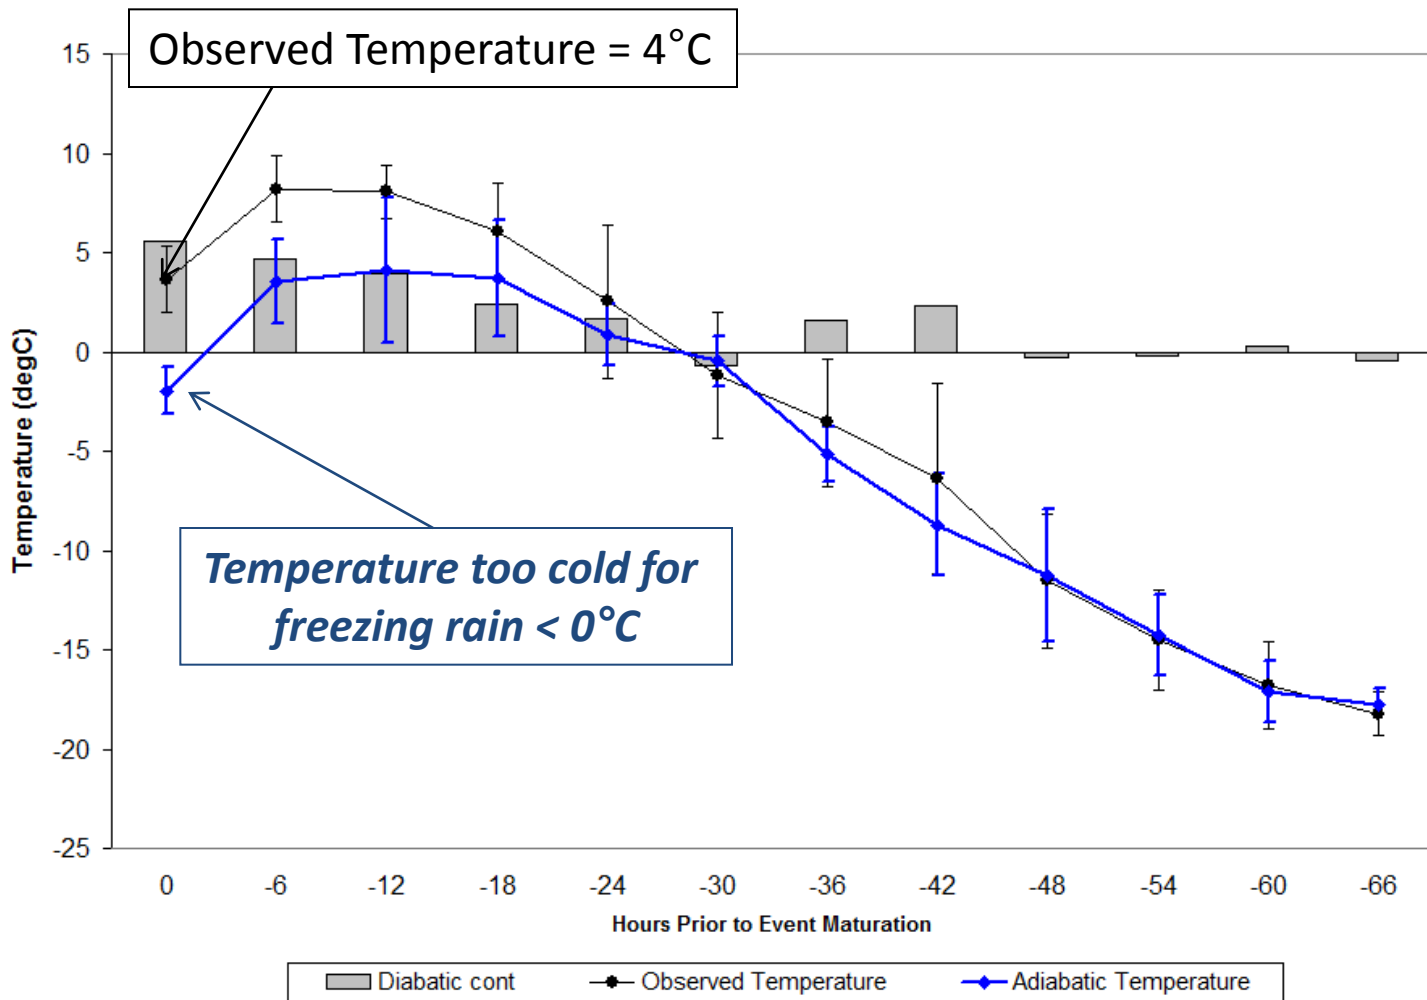 Observed Temperature = 4°C
15
10
5
0
-5
-10
-15
-20
-25
Temperature (degC)
Temperature too cold for
freezing rain < 0°C
0 -6 -12 -18 -24 -30 -36 -42 -48 -54 -60 -66
Hours Prior to Event Maturation
Diabatic cont Observed Temperature Adiabatic Temperature